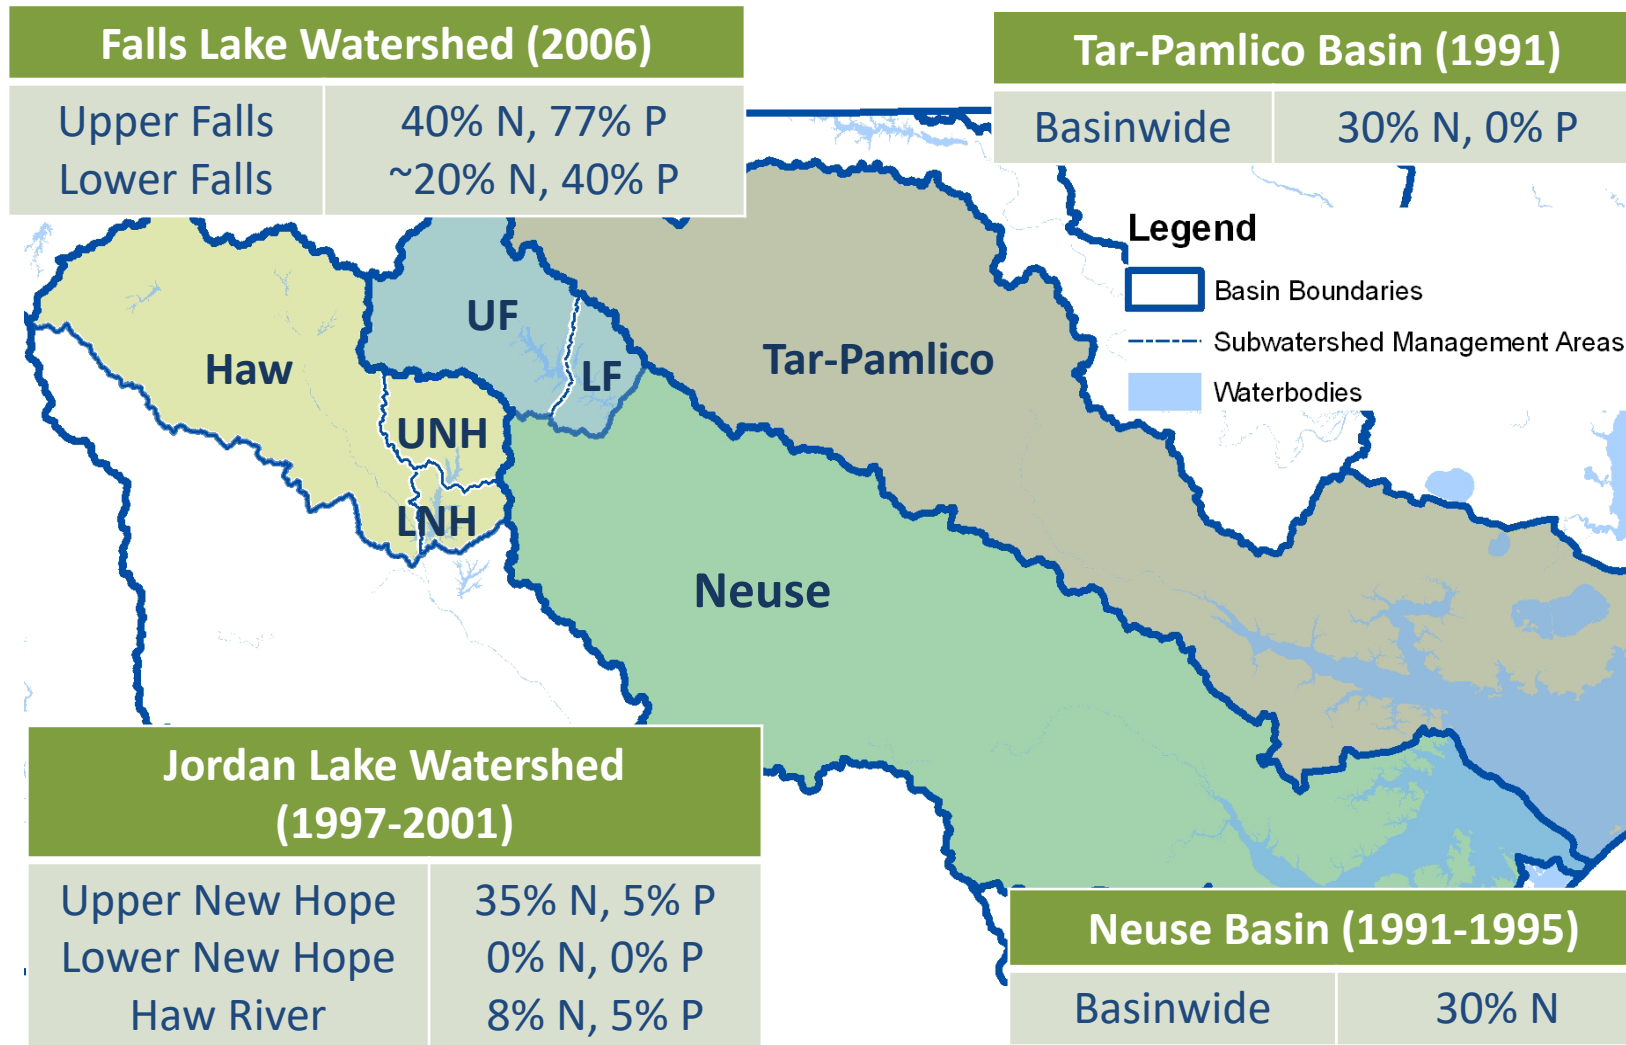 Falls Lake Watershed (2006)
Upper Falls 40% N, 77% P
Lower Falls ~20% N, 40% P
Tar-Pamlico Basin (1991)
Basinwide 30% N, 0% P
Legend
Basin Boundaries
Subwatershed Management Areas
Waterbodies
UF
LF
Haw
Tar-Pamlico
UNH
LNH
Neuse
Jordan Lake Watershed
(1997-2001)
Upper New Hope 35% N, 5% P
Lower New Hope 0% N, 0% P
Haw River 8% N, 5% P
Neuse Basin (1991-1995)
Basinwide 30% N